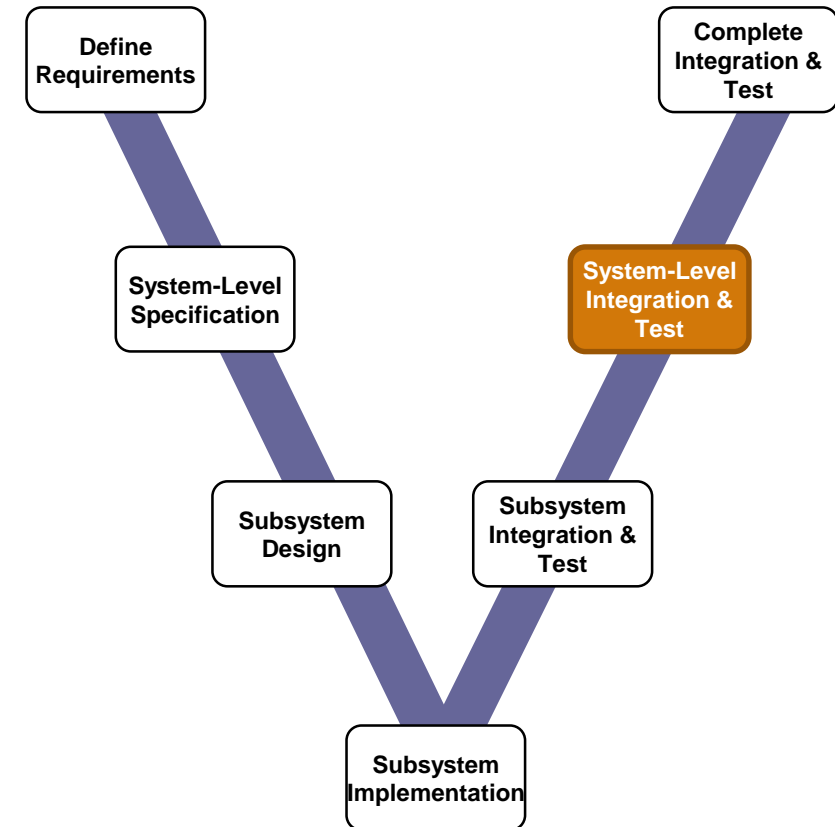 Define
Requirements
Complete
Integration &
Test
System-Level
Specification
System-Level
Integration &
Test
Subsystem
Design
Subsystem
Integration &
Test
Subsystem
Implementation